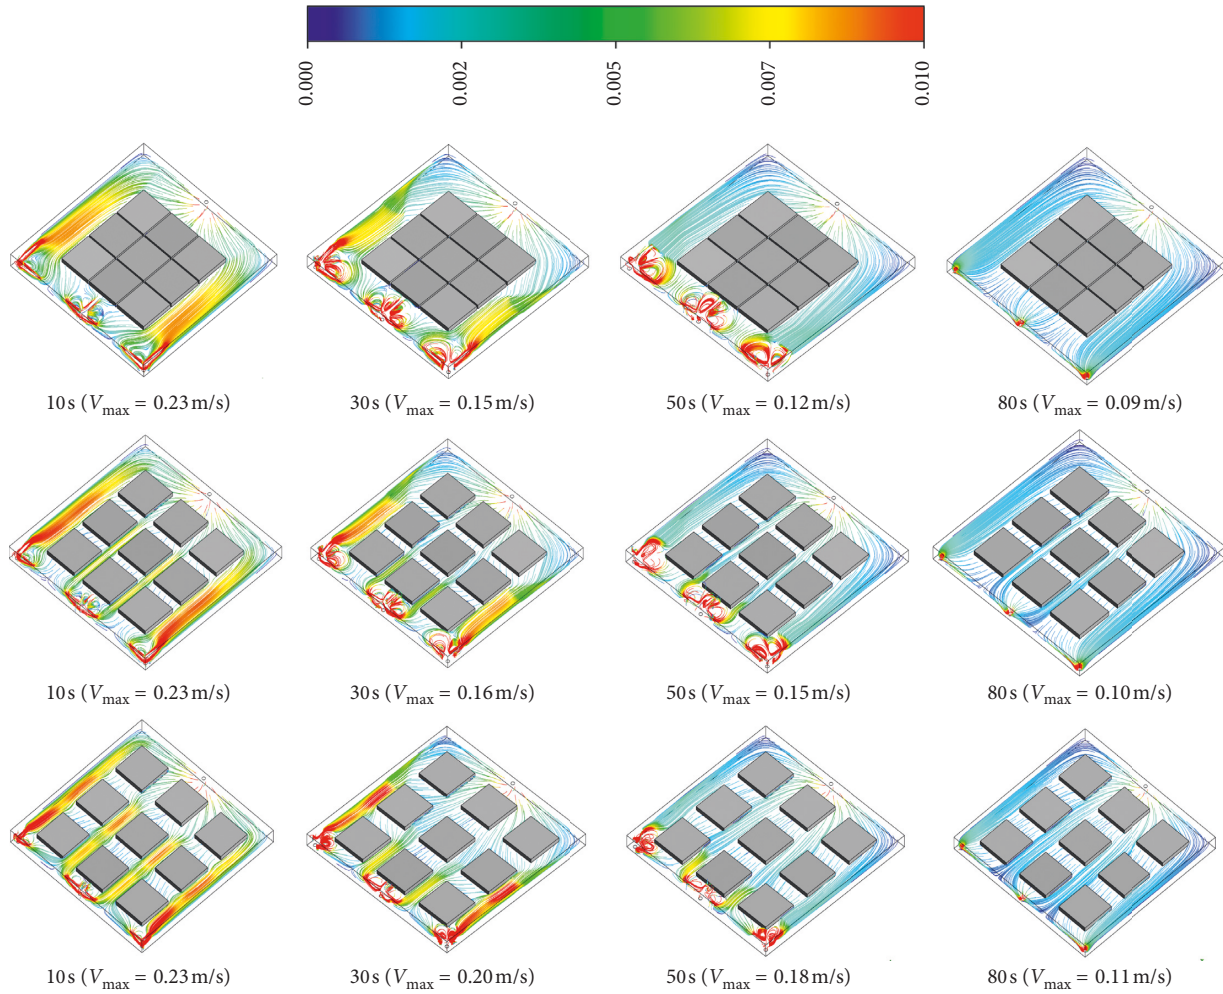 0.000
0.002
0.005
0.007
0.010
10 s (Vmax = 0.23 m/s)
30 s (Vmax = 0.15 m/s)
50 s (Vmax = 0.12 m/s)
80 s (Vmax = 0.09 m/s)
10 s (Vmax = 0.23 m/s)
30 s (Vmax = 0.16 m/s)
50 s (Vmax = 0.15 m/s)
80 s (Vmax = 0.10 m/s)
10 s (Vmax = 0.23 m/s)
30 s (Vmax = 0.20 m/s)
50 s (Vmax = 0.18 m/s)
80 s (Vmax = 0.11 m/s)